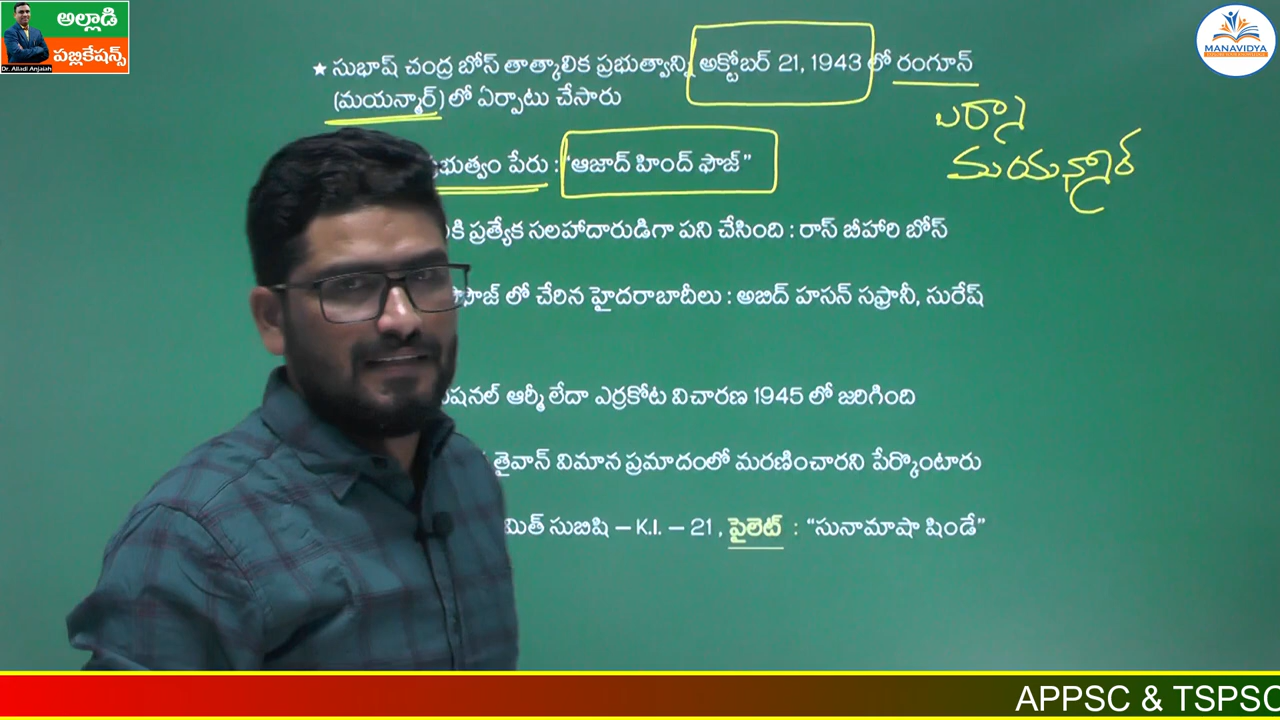 అల్లాడి
పబ్లికేషన్స్
Dr. Alladi Anjaiah
MANAVIDYA
★ సుభాష్ చంద్ర బోస్ తాత్కాలిక ప్రభుత్వాన్ని అక్టోబర్ 21, 1943 లో రంగూన్
(మయన్మార్) లో ఏర్పాటు చేసారు
బర్మా
మయన్మార్
ప్రభుత్వం పేరు : “ఆజాద్ హింద్ ఫౌజ్”
కి ప్రత్యేక సలహాదారుడిగా పని చేసింది : రాస్ బీహారి బోస్
ఫౌజ్ లో చేరిన హైదరాబాదీలు : అబిద్ హసన్ సఫ్రానీ, సురేష్
షనల్ ఆర్మీ లేదా ఎర్రకోట విచారణ 1945 లో జరిగింది
తైవాన్ విమాన ప్రమాదంలో మరణించారని పేర్కొంటారు
మిత్ సుబిషి – K.I. – 21 , పైలెట్ : “సునామాషా షిండే”
APPSC & TSPSC